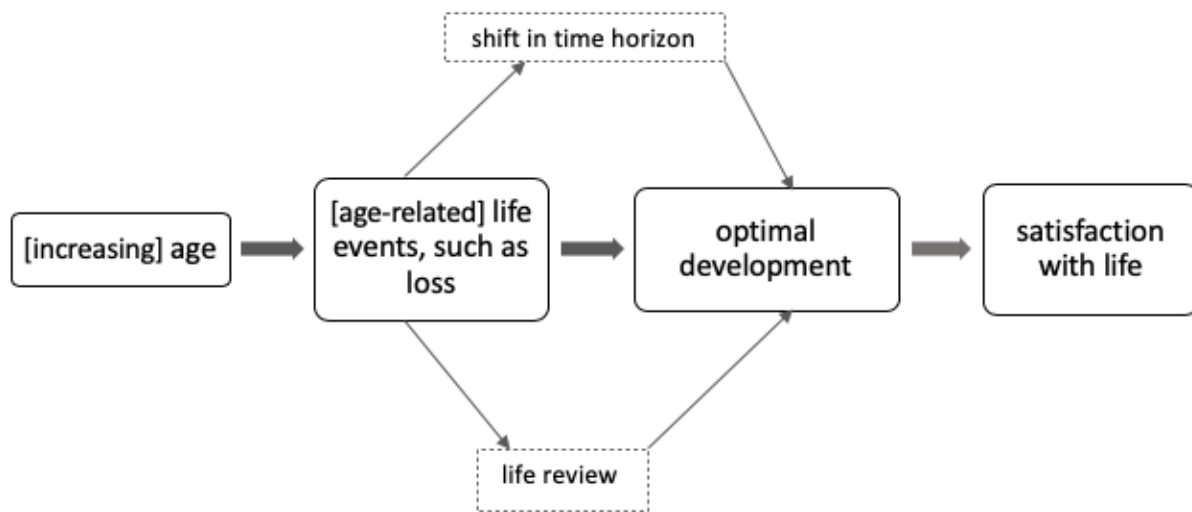 shift in time horizon
[increasing] age
[age-related] life
events, such as
loss
optimal
development
satisfaction
with life
life review